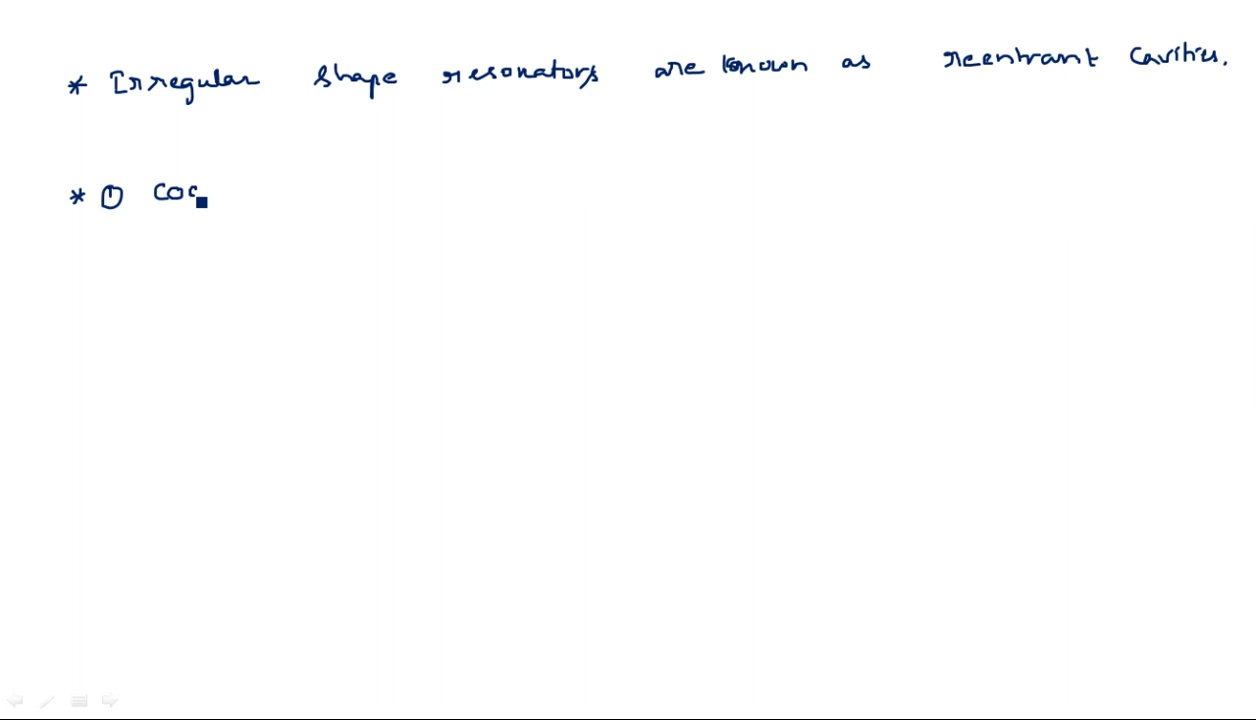 * Irregular shape resonators are known as reentrant cavities.
* ① coc